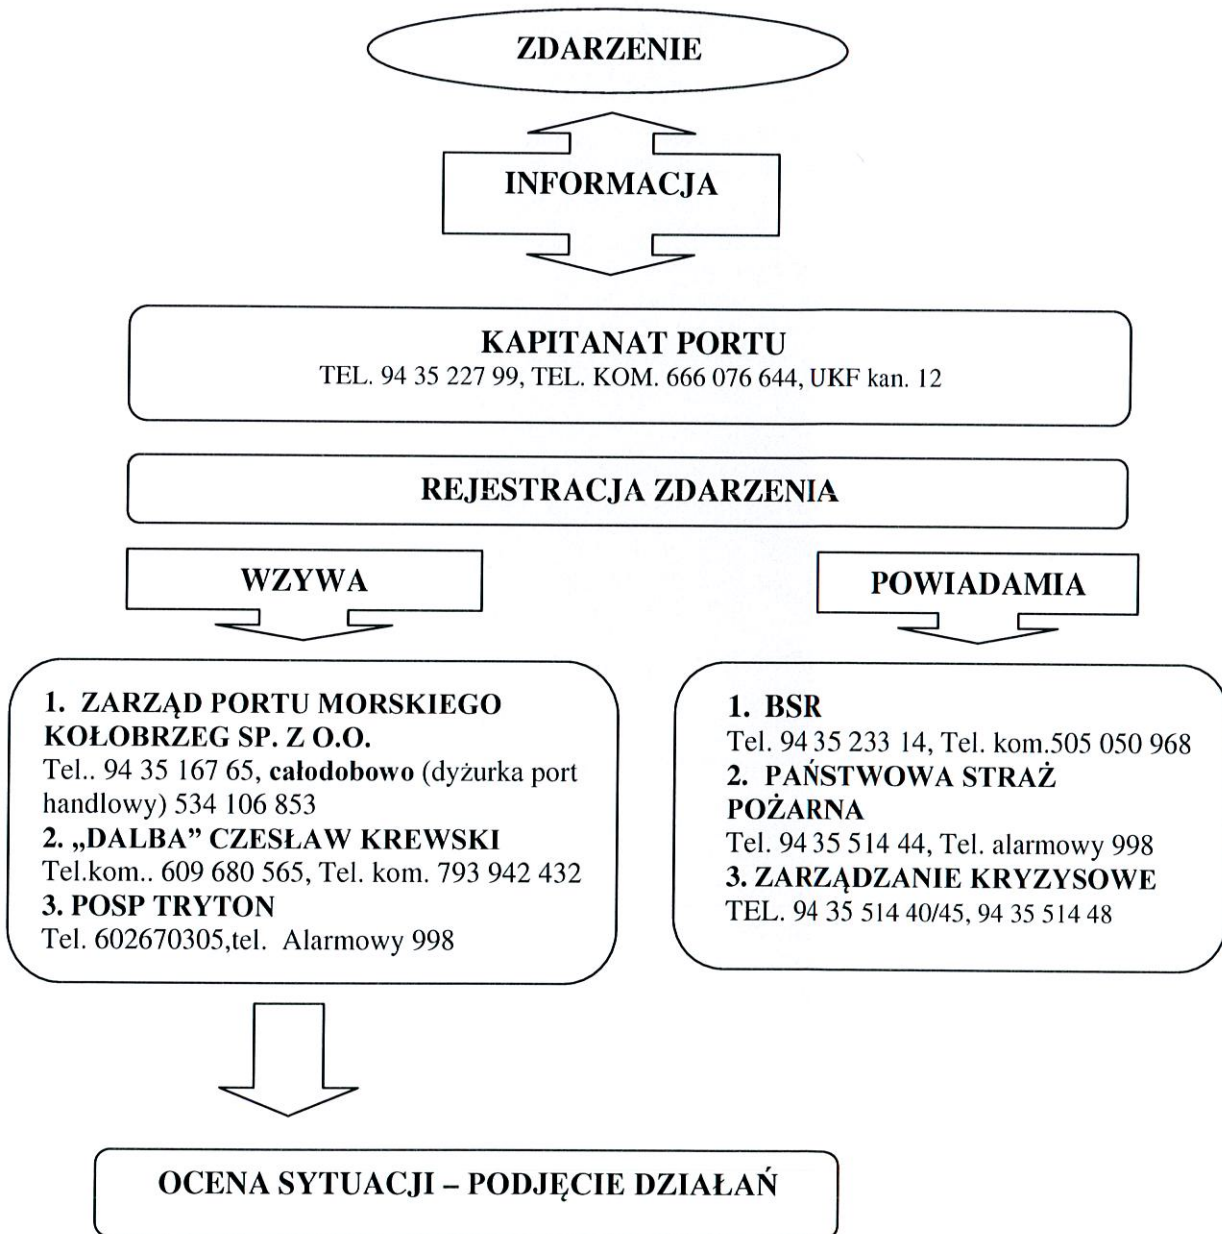 ZDARZENIE
INFORMACJA
KAPITANAT PORTU
TEL. 94 35 227 99, TEL. KOM. 666 076 644, UKF kan. 12
REJESTRACJA ZDARZENIA
WZYWA
1. ZARZĄD PORTU MORSKIEGO
KOŁOBRZEG SP. Z O.O.
Tel.. 94 35 167 65, całodobowo (dyżurka port
handlowy) 534 106 853
2. „DALBA” CZESŁAW KREWSKI
Tel.kom.. 609 680 565, Tel. kom. 793 942 432
3. POSP TRYTON
Tel. 602670305,tel. Alarmowy 998
POWIADAMIA
1. BSR
Tel. 94 35 233 14, Tel. kom.505 050 968
2. PAŃSTWOWA STRAŻ
POŻARNA
Tel. 94 35 514 44, Tel. alarmowy 998
3. ZARZĄDZANIE KRYZYSOWE
TEL. 94 35 514 40/45, 94 35 514 48
OCENA SYTUACJI – PODJĘCIE DZIAŁAŃ